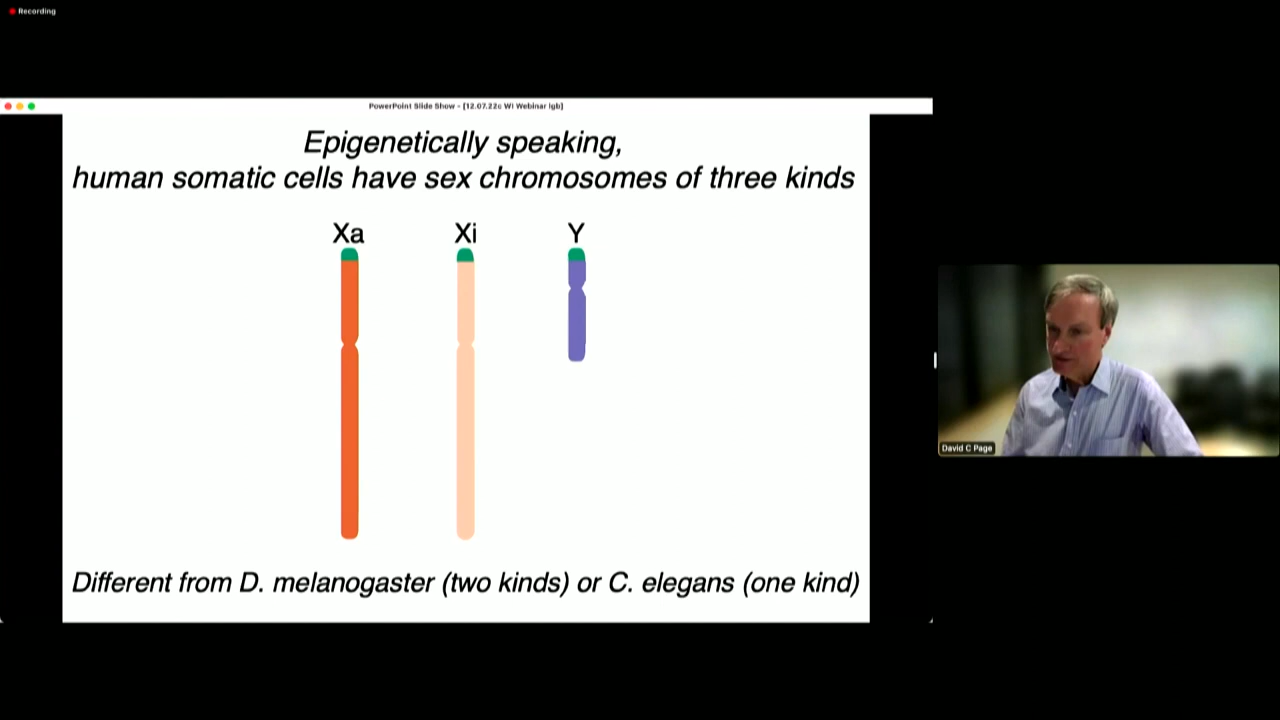 Recording
PowerPoint Slide Show - [12.07.22c WI Webinar lgb]
Epigenetically speaking,
human somatic cells have sex chromosomes of three kinds
Xa Xi Y
Different from D. melanogaster (two kinds) or C. elegans (one kind)
David C Page